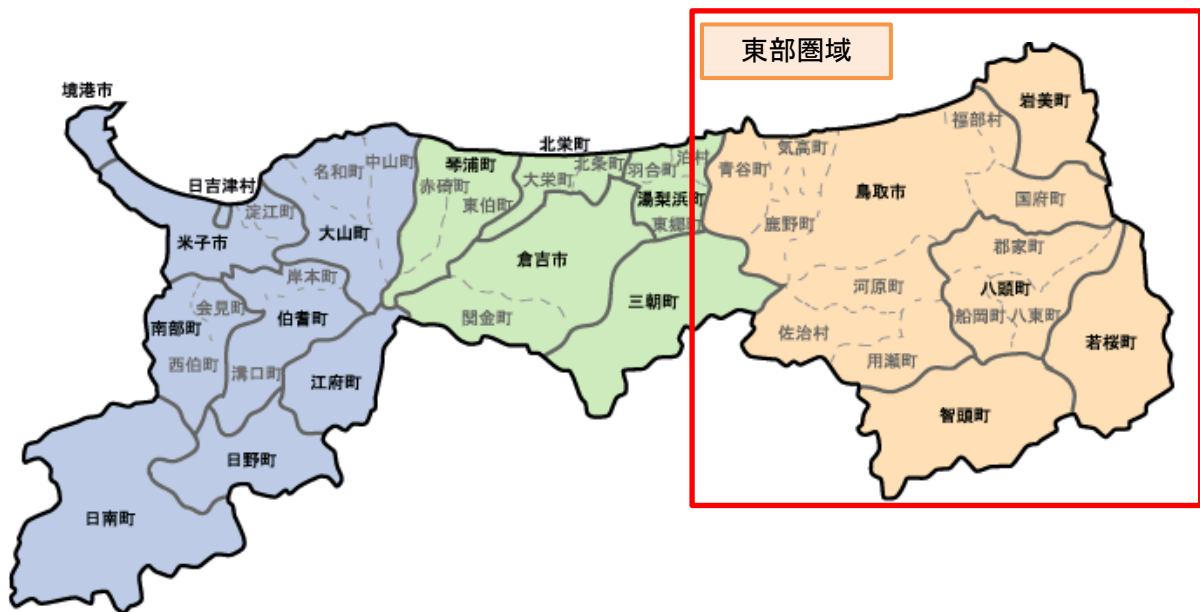 東部圏域
境港市
岩美町
福部村
北栄町
気高町
泊村
中山町
名和町
琴浦町
北条町
羽合町
青谷町
大栄町
赤碕町
日吉津村
鳥取市
国府町
湯梨浜町
東伯町
淀江町
東郷町
鹿野町
大山町
米子市
郡家町
倉吉市
岸本町
河原町
八頭町
三朝町
会見町
伯耆町
関金町
船岡町
八東町
南部町
佐治村
若桜町
西伯町
用瀬町
溝口町
江府町
智頭町
日野町
日南町